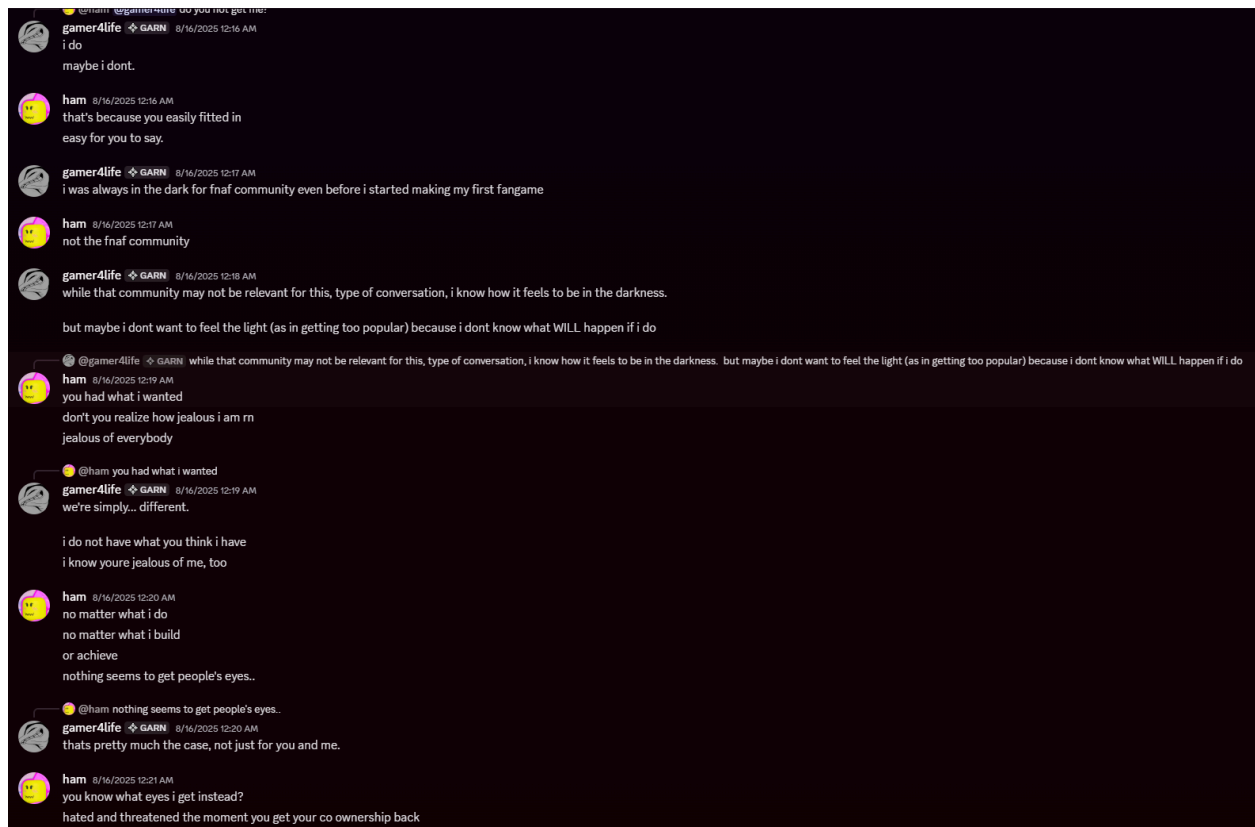 @ham @gamer4life do you not get me?
gamer4life GARN 8/16/2025 12:16 AM
i do
maybe i dont.
ham 8/16/2025 12:16 AM
that's because you easily fitted in
easy for you to say.
gamer4life GARN 8/16/2025 12:17 AM
i was always in the dark for fnaf community even before i started making my first fangame
ham 8/16/2025 12:17 AM
not the fnaf community
gamer4life GARN 8/16/2025 12:18 AM
while that community may not be relevant for this, type of conversation, i know how it feels to be in the darkness.
but maybe i dont want to feel the light (as in getting too popular) because i dont know what WILL happen if i do
@gamer4life GARN while that community may not be relevant for this, type of conversation, i know how it feels to be in the darkness. but maybe i dont want to feel the light (as in getting too popular) because i dont know what WILL happen if i do
ham 8/16/2025 12:19 AM
you had what i wanted
don't you realize how jealous i am rn
jealous of everybody
@ham you had what i wanted
gamer4life GARN 8/16/2025 12:19 AM
we're simply... different.
i do not have what you think i have
i know youre jealous of me, too
ham 8/16/2025 12:20 AM
no matter what i do
no matter what i build
or achieve
nothing seems to get people's eyes..
@ham nothing seems to get people's eyes..
gamer4life GARN 8/16/2025 12:20 AM
thats pretty much the case, not just for you and me.
ham 8/16/2025 12:21 AM
you know what eyes i get instead?
hated and threatened the moment you get your co ownership back